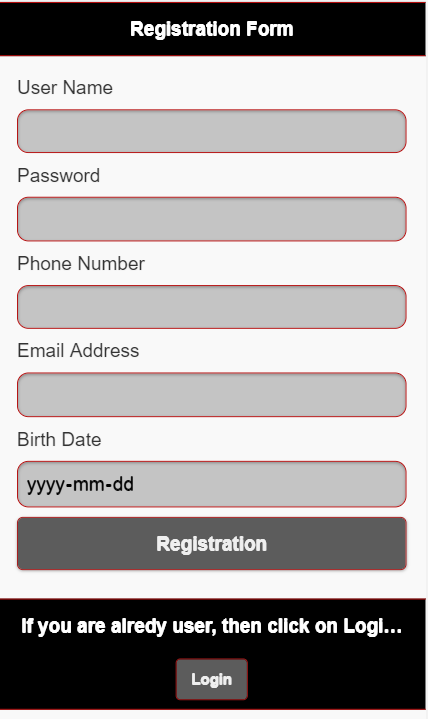 Registration Form
User Name
Password
Phone Number
Email Address
Birth Date
yyyy-mm-dd
Registration
If you are alredy user, then click on Logi...
Login